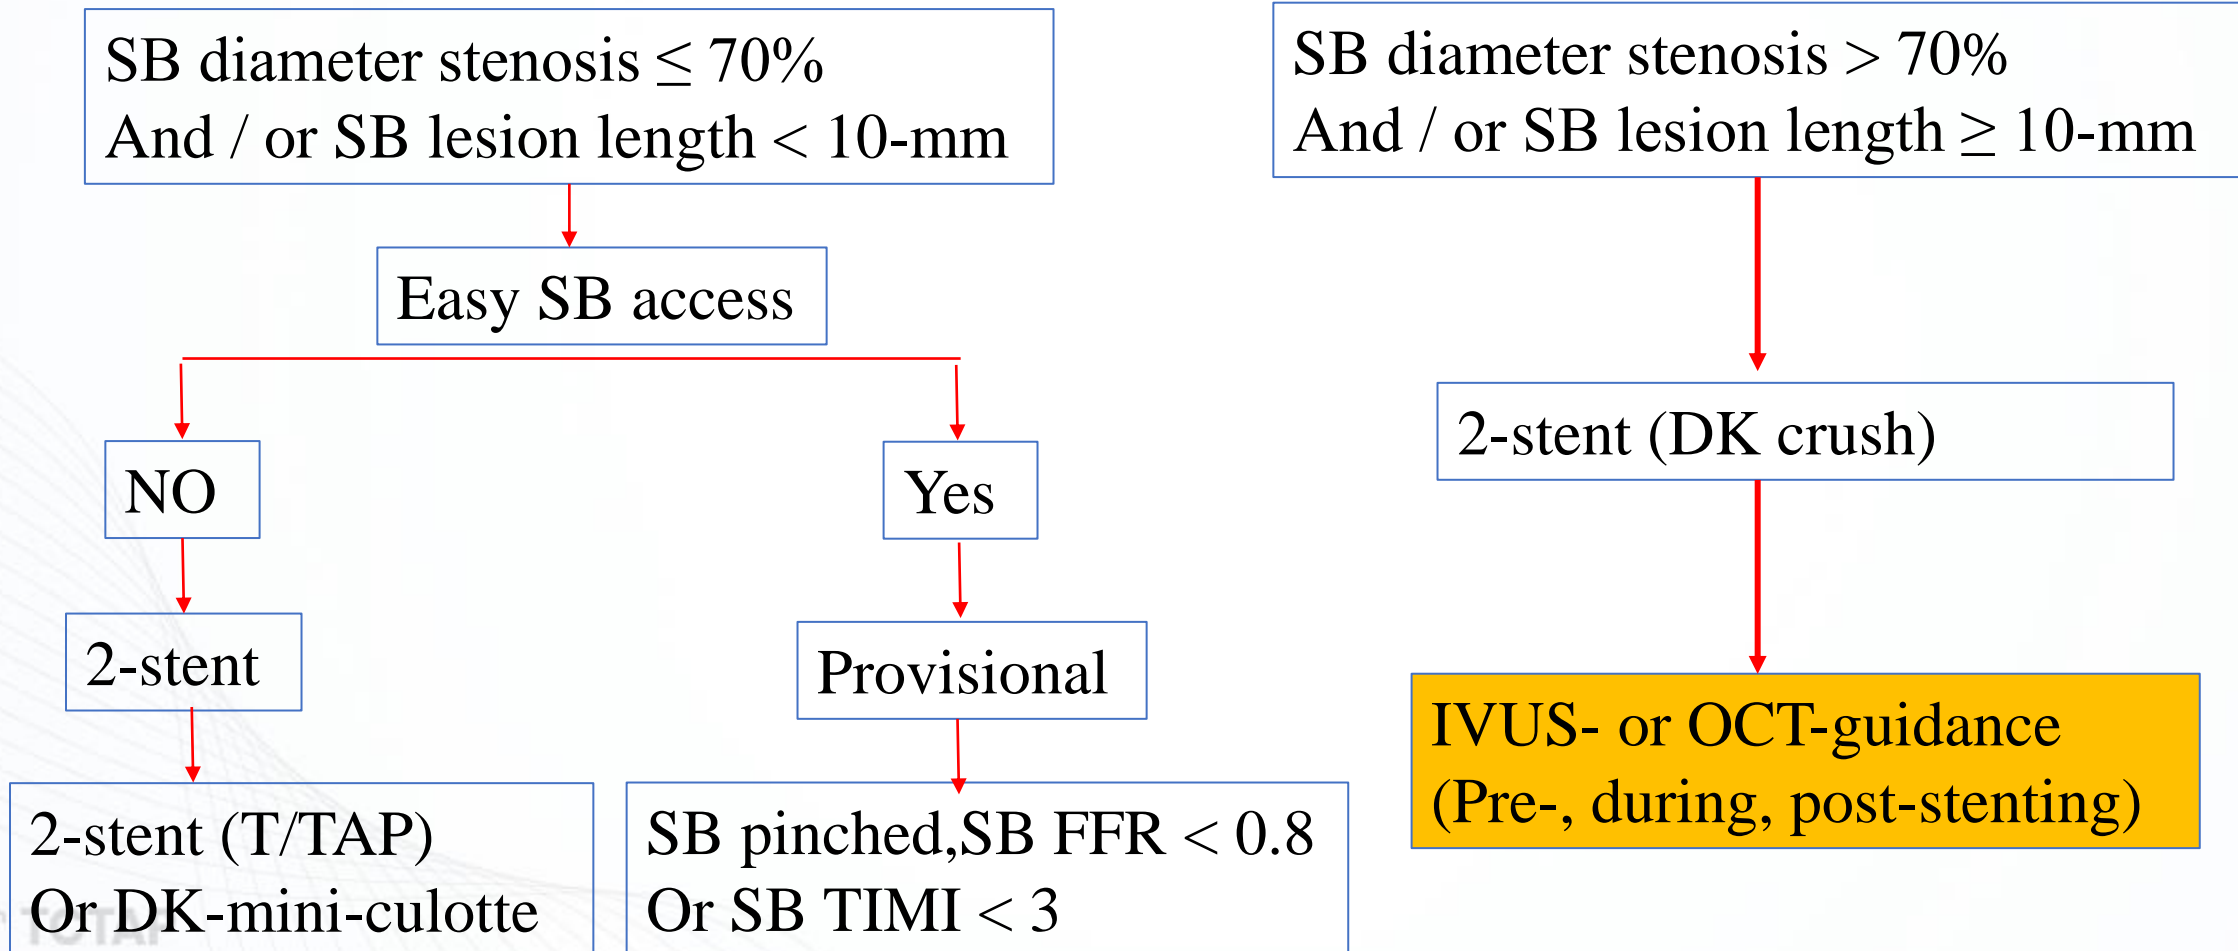 SB diameter stenosis ≤ 70%
And / or SB lesion length < 10-mm
SB diameter stenosis > 70%
And / or SB lesion length ≥ 10-mm
Easy SB access
NO
Yes
2-stent (DK crush)
2-stent
Provisional
IVUS- or OCT-guidance
(Pre-, during, post-stenting)
2-stent (T/TAP)
Or DK-mini-culotte
SB pinched,SB FFR < 0.8
Or SB TIMI < 3